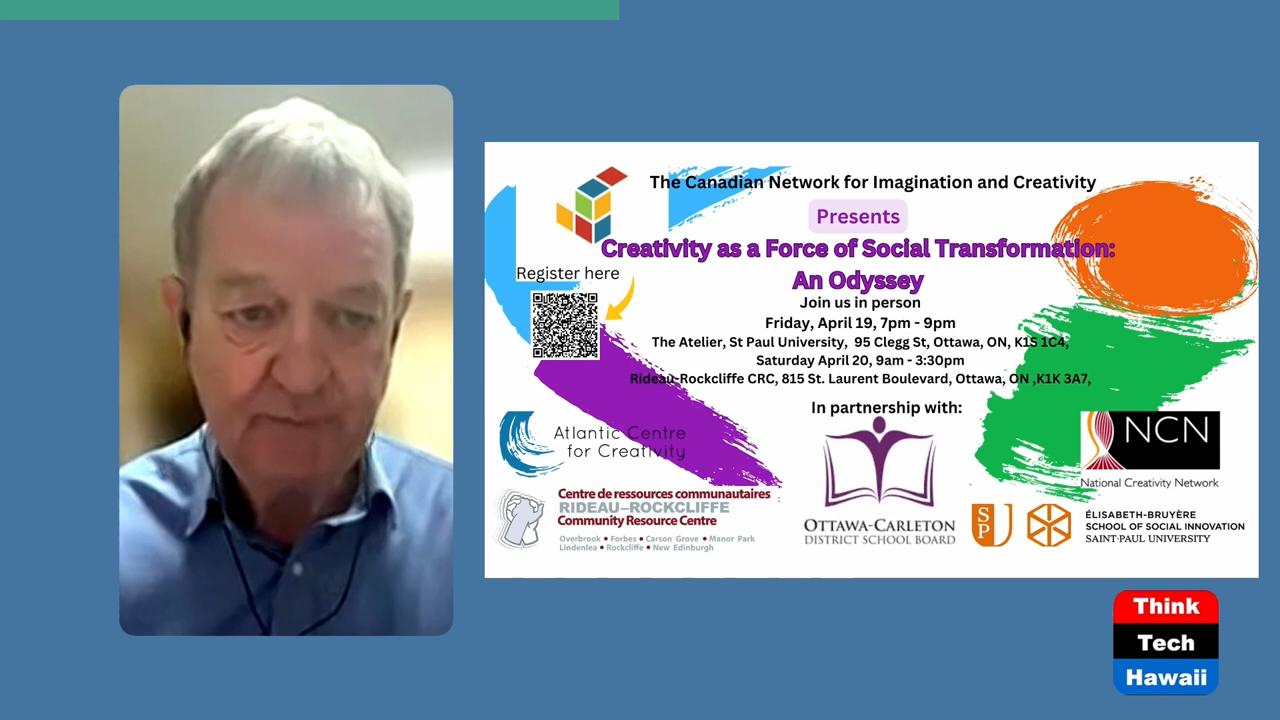 The Canadian Network for Imagination and Creativity
Presents
Creativity as a Force of Social Transformation:
An Odyssey
Register here
Join us in person
Friday, April 19, 7pm - 9pm
The Atelier, St Paul University, 95 Clegg St, Ottawa, ON, K1S 1C4,
Saturday April 20, 9am - 3:30pm
Rideau-Rockcliffe CRC, 815 St. Laurent Boulevard, Ottawa, ON ,K1K 3A7,
In partnership with:
Atlantic Centre
for Creativity
NCN
National Creativity Network
Centre de ressources communautaires
RIDEAU–ROCKCLIFFE
Community Resource Centre
Overbrook • Forbes • Carson Grove • Manor Park
Lindenlea • Rockcliffe • New Edinburgh
OTTAWA-CARLETON
DISTRICT SCHOOL BOARD
SP
ÉLISABETH-BRUYÈRE
SCHOOL OF SOCIAL INNOVATION
SAINT-PAUL UNIVERSITY
Think
Tech
Hawaii